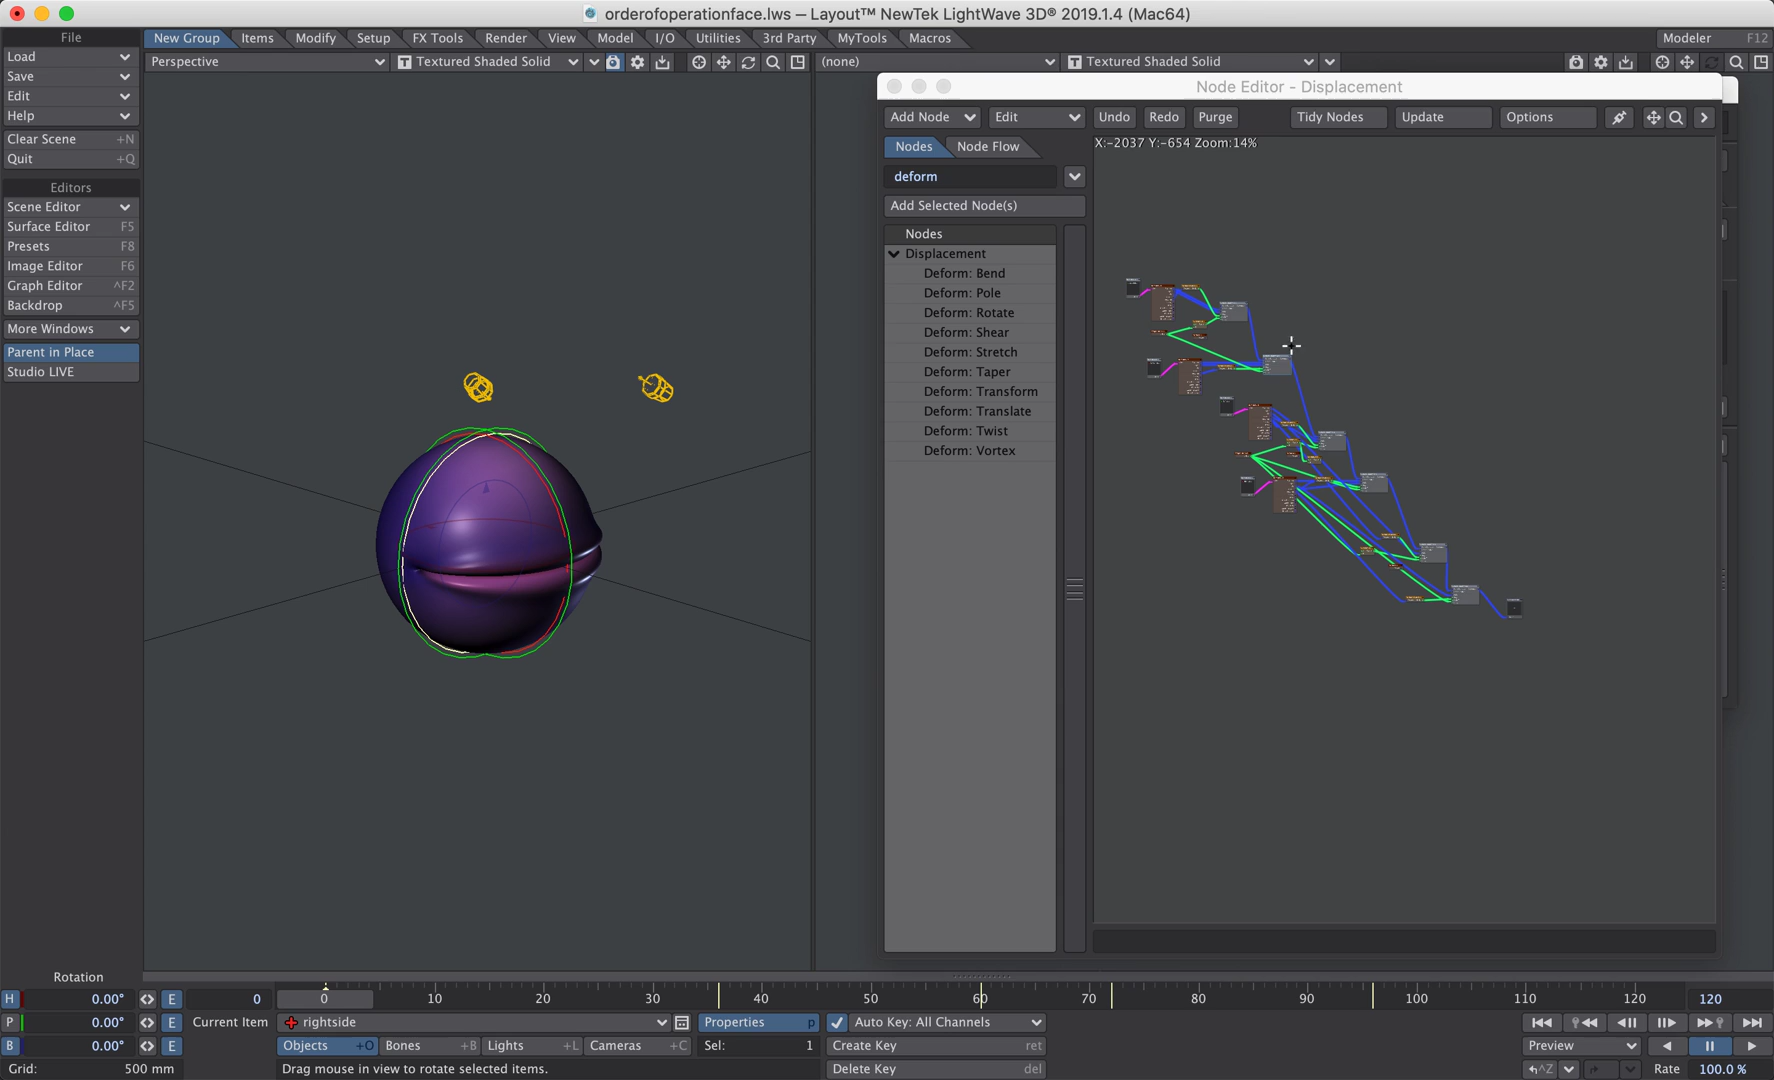 orderofoperationface.lws — Layout™ NewTek LightWave 3D® 2019.1.4 (Mac64)
File
New Group Items Modify Setup FX Tools Render View Model I/O Utilities 3rd Party MyTools Macros Modeler F12
Load
Save
Edit
Help
Clear Scene +N
Quit +Q
Perspective T Textured Shaded Solid (none) T Textured Shaded Solid
Editors
Scene Editor
Surface Editor F5
Presets F8
Image Editor F6
Graph Editor ^F2
Backdrop ^F5
More Windows
Parent in Place
Studio LIVE
Node Editor - Displacement
Add Node Edit Undo Redo Purge Tidy Nodes Update Options
Nodes Node Flow
X:-2037 Y:-654 Zoom:14%
deform
Add Selected Node(s)
Nodes
Displacement
Deform: Bend
Deform: Pole
Deform: Rotate
Deform: Shear
Deform: Stretch
Deform: Taper
Deform: Transform
Deform: Translate
Deform: Twist
Deform: Vortex
Rotation
H 0.00° E 0 0 10 20 30 40 50 60 70 80 90 100 110 120 120
P 0.00° E Current Item rightside Properties p Auto Key: All Channels
B 0.00° E Objects +O Bones +B Lights +L Cameras +C Sel: 1 Create Key ret Preview
Grid: 500 mm Drag mouse in view to rotate selected items. Delete Key del ^Z Rate 100.0 %